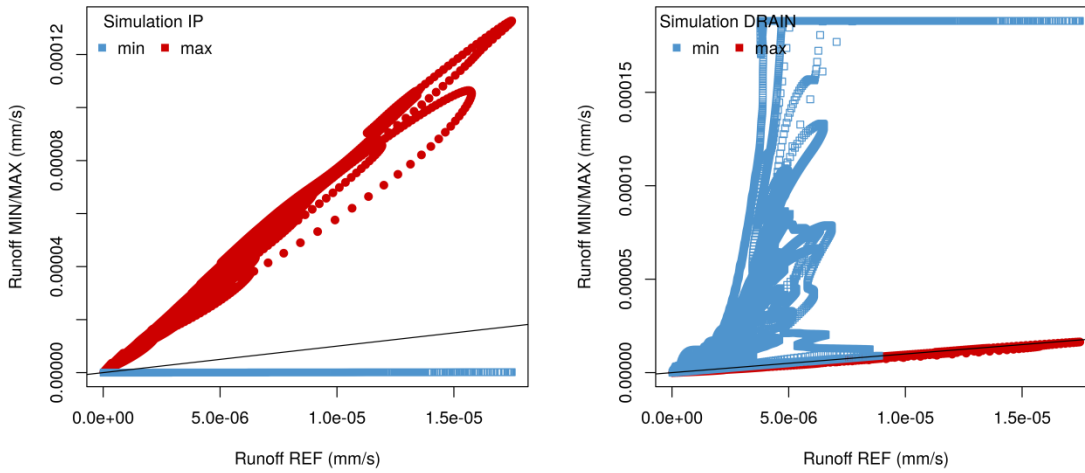 Simulation IP
min max
Runoff MIN/MAX (mm/s)
0.00000 0.00004 0.00008 0.00012
0.0e+00 5.0e-06 1.0e-05 1.5e-05
Runoff REF (mm/s)
Simulation DRAIN
min max
Runoff MIN/MAX (mm/s)
0.00000 0.00005 0.00010 0.00015
0.0e+00 5.0e-06 1.0e-05 1.5e-05
Runoff REF (mm/s)